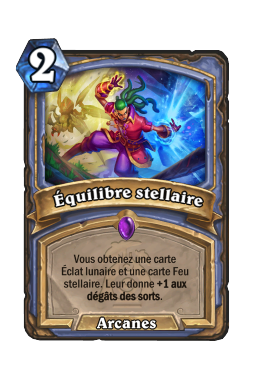 2
Équilibre stellaire
Vous obtenez une carte
Éclat lunaire et une carte Feu
stellaire. Leur donne +1 aux
dégâts des sorts.
Arcanes